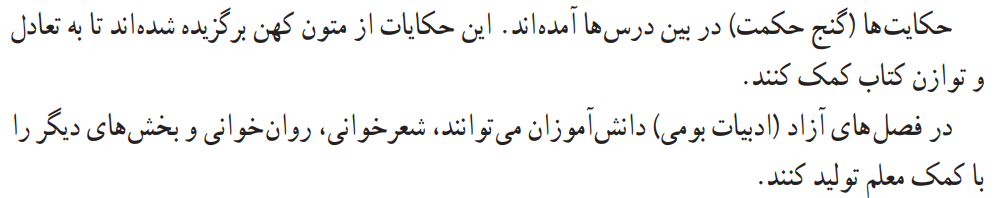 حکایت‌ها (گنج حکمت) در بین درس‌ها آمده‌اند. این حکایات از متون کهن برگزیده شده‌اند تا به تعادل
و توازن کتاب کمک کنند.
در فصل‌های آزاد (ادبیات بومی) دانش‌آموزان می‌توانند، شعرخوانی، روان‌خوانی و بخش‌های دیگر را
با کمک معلم تولید کنند.